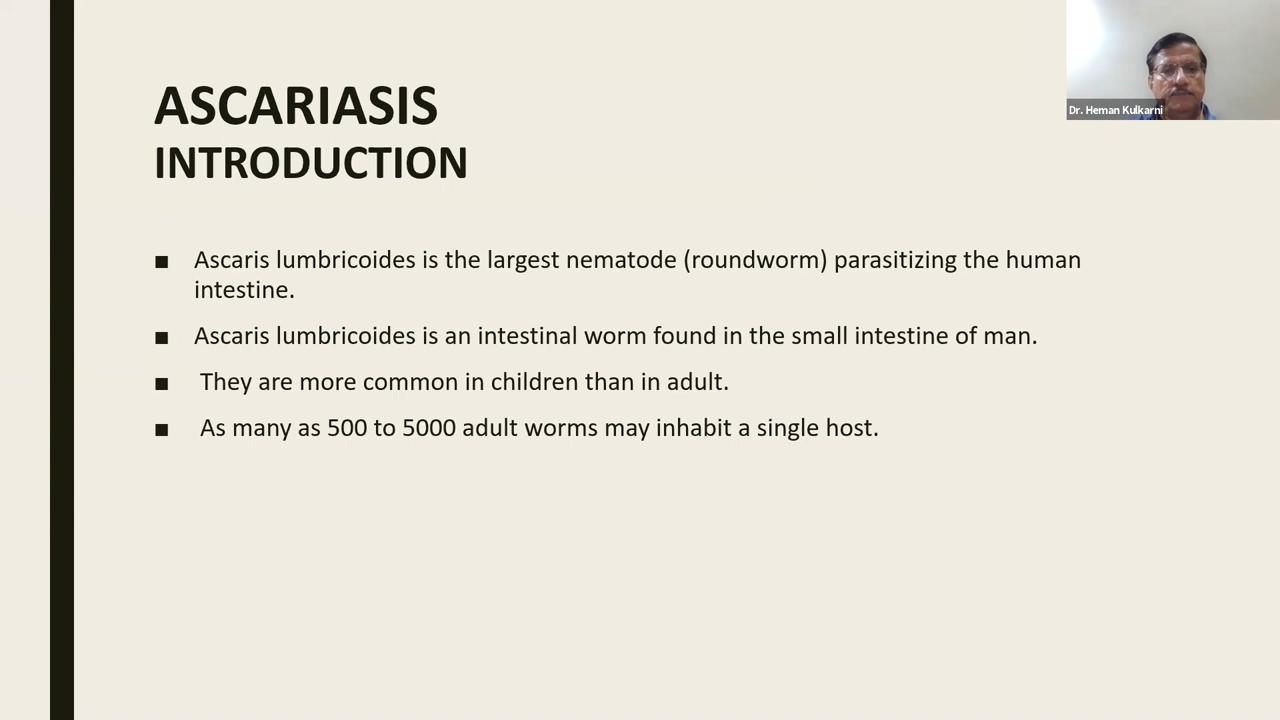 ASCARIASIS
INTRODUCTION
Dr. Heman Kulkarni
■ Ascaris lumbricoides is the largest nematode (roundworm) parasitizing the human
intestine.
■ Ascaris lumbricoides is an intestinal worm found in the small intestine of man.
■ They are more common in children than in adult.
■ As many as 500 to 5000 adult worms may inhabit a single host.